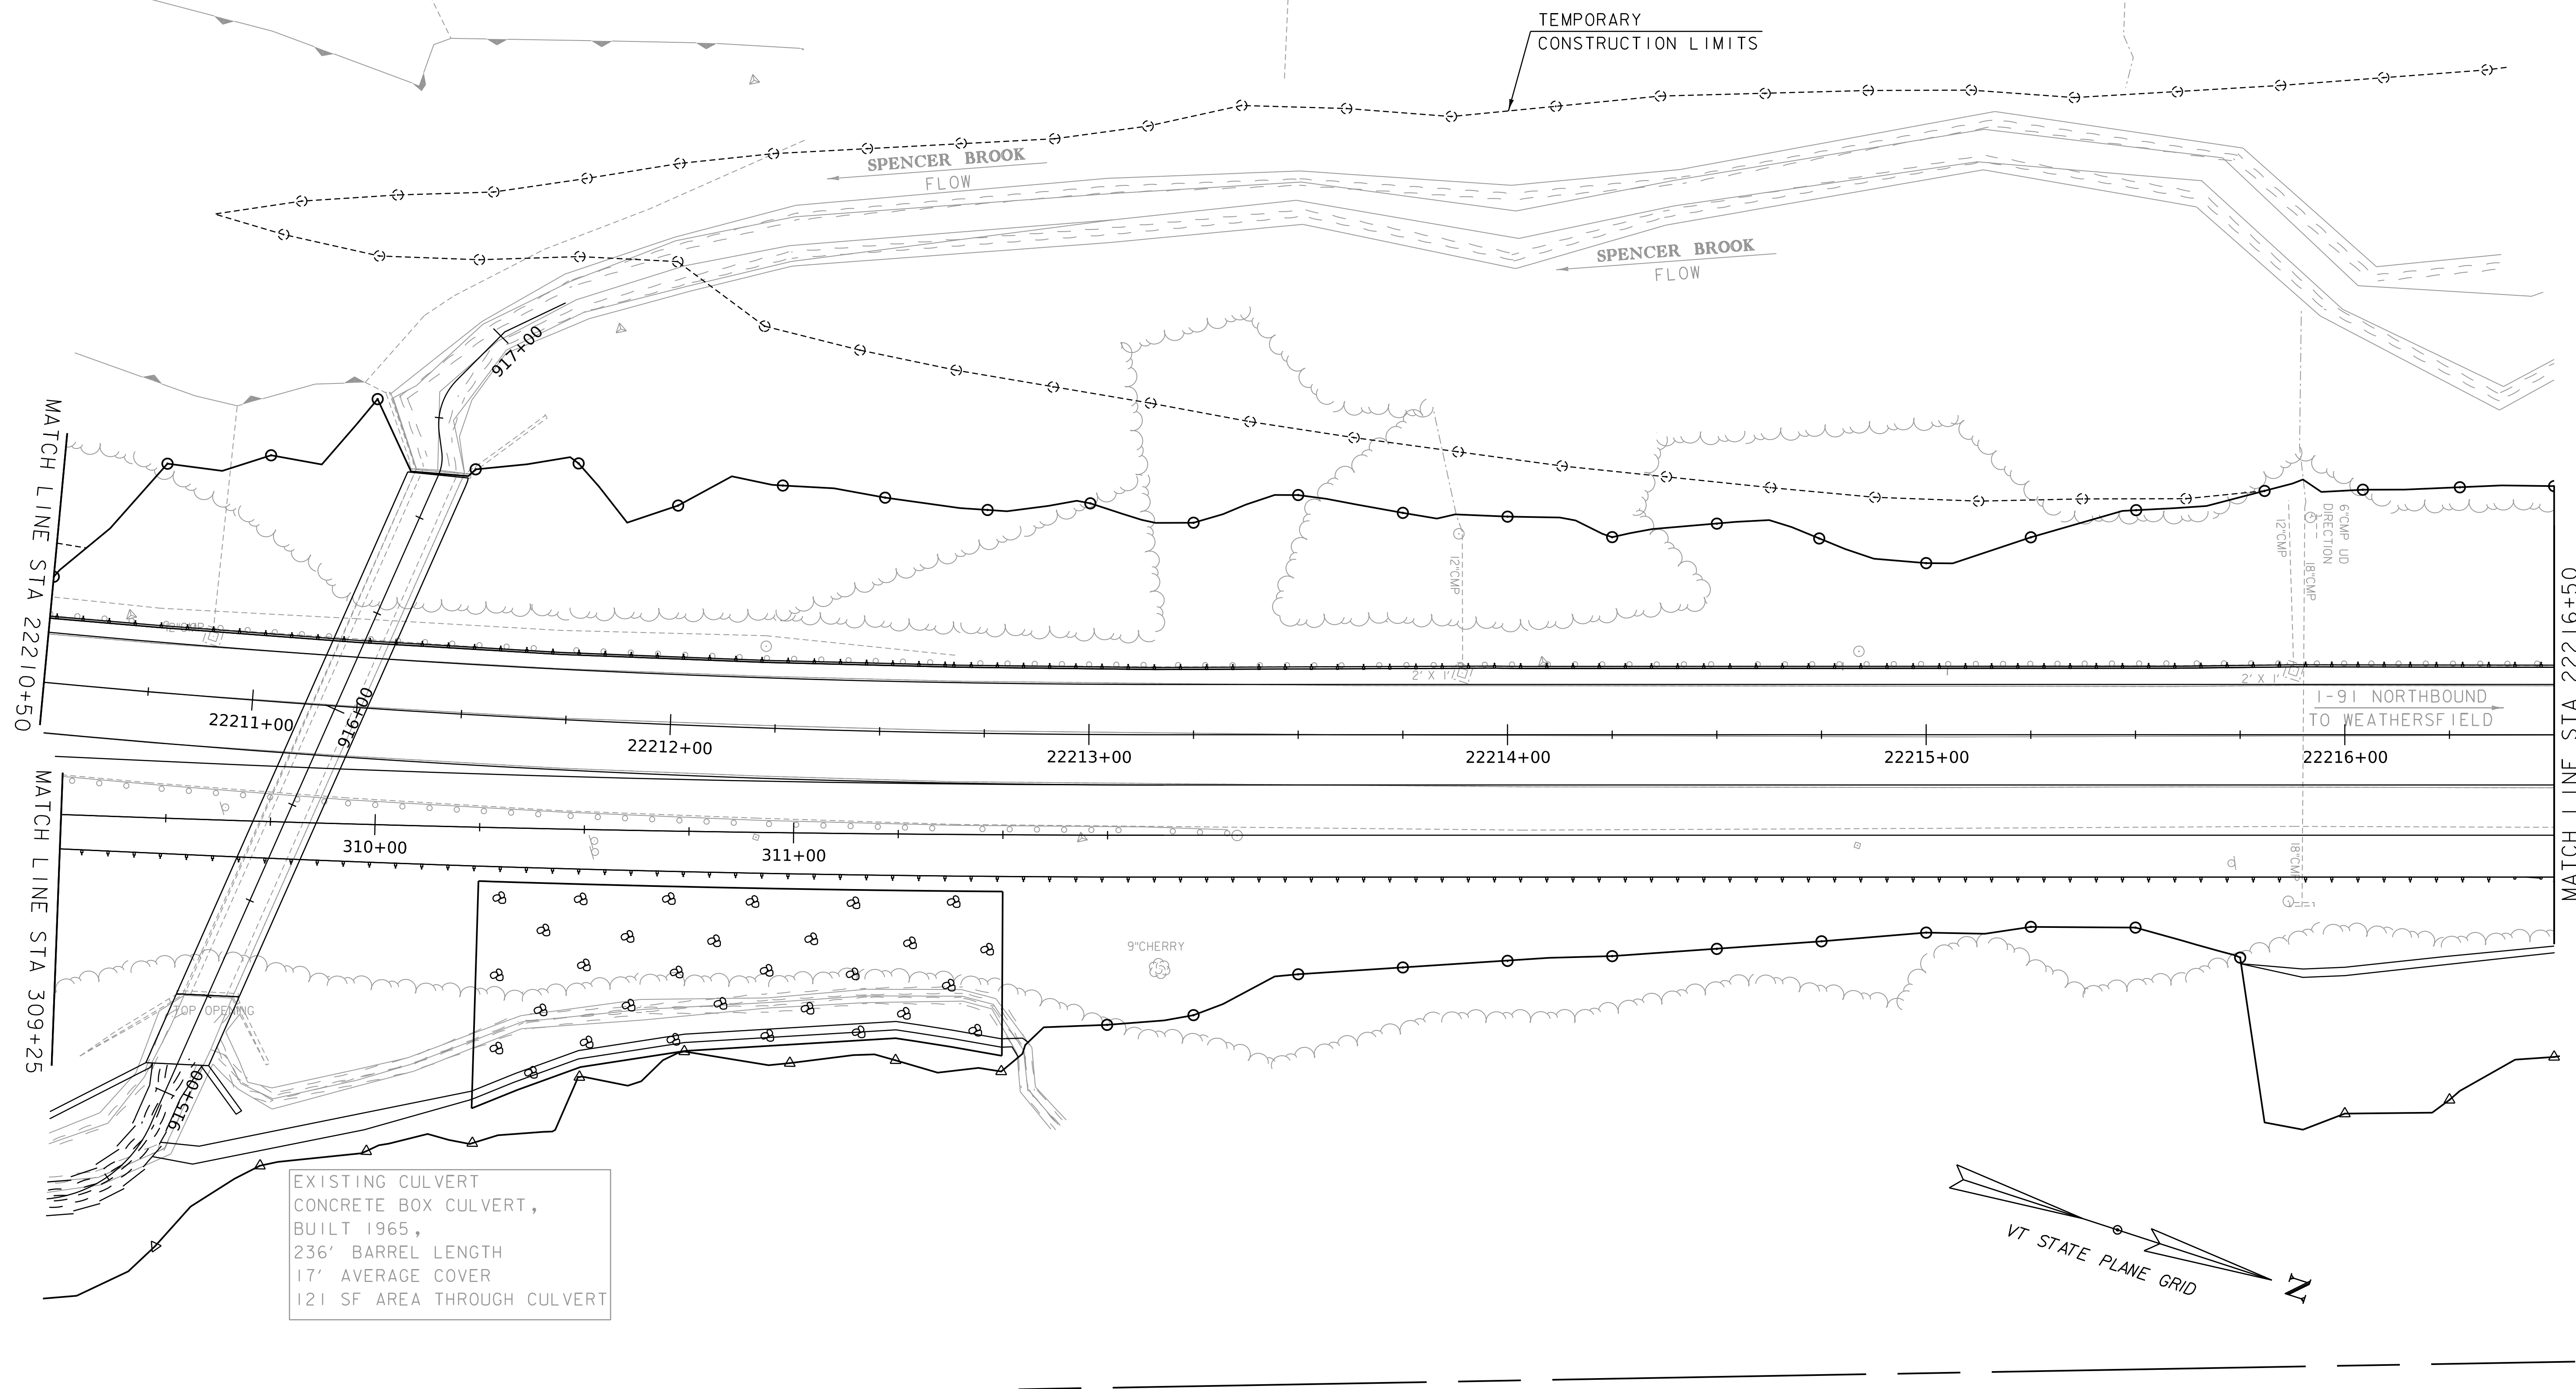 TEMPORARY
CONSTRUCTION LIMITS
SPENCER BROOK
FLOW
SPENCER BROOK
FLOW
917+00
MATCH LINE STA 22210+50
12"CMP
6"CMP UD
DIRECTION
12"CMP
18"CMP
2' X 1'
2' X 1'
I-91 NORTHBOUND
TO WEATHERSFIELD
916+00
22211+00
22212+00
22213+00
22214+00
22215+00
22216+00
MATCH LINE STA 22216+50
MATCH LINE STA 309+25
310+00
311+00
18"CMP
9"CHERRY
TOP OPENING
915+00
EXISTING CULVERT
CONCRETE BOX CULVERT,
BUILT 1965,
236' BARREL LENGTH
17' AVERAGE COVER
121 SF AREA THROUGH CULVERT
VT STATE PLANE GRID
N